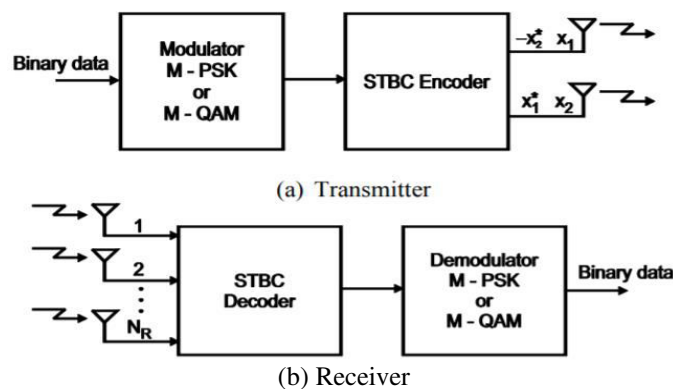 Binary data
Modulator
M - PSK
or
M - QAM
STBC Encoder
-x₂* x₁
x₁* x₂
(a) Transmitter
1
2
N_R
STBC
Decoder
Demodulator
M - PSK
or
M - QAM
Binary data
(b) Receiver